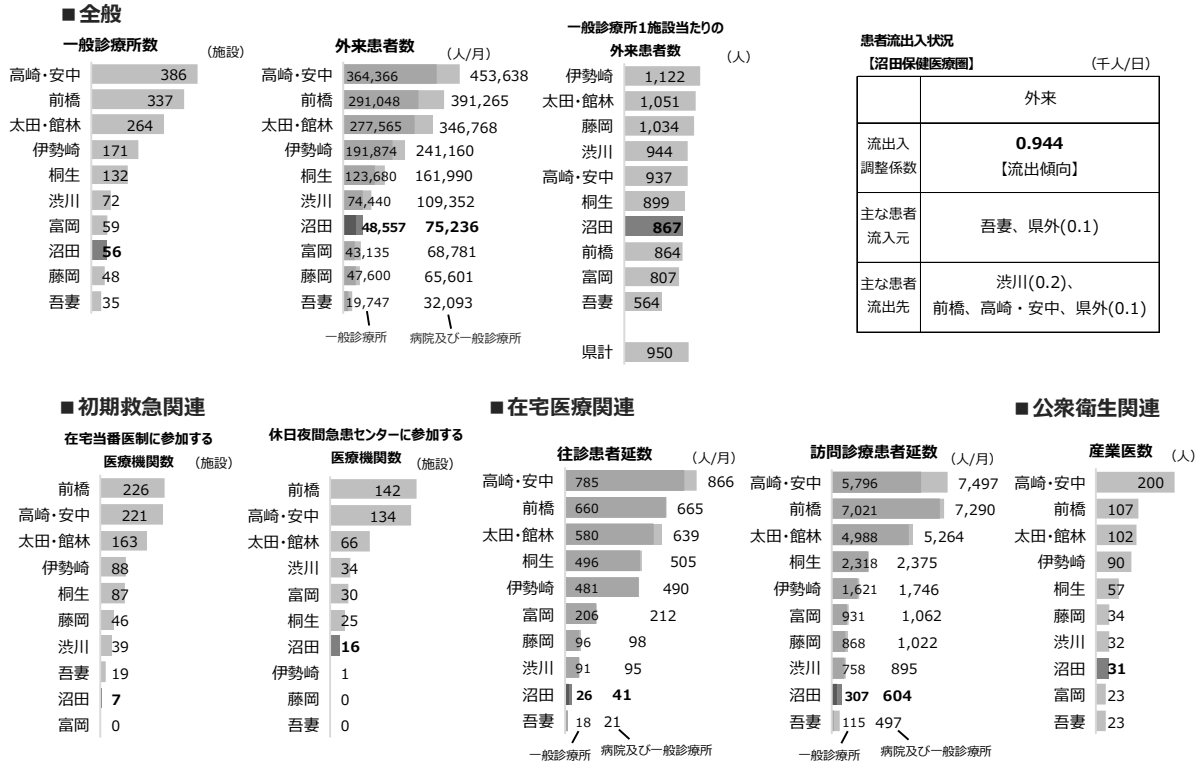 ■全般
一般診療所数 （施設）
高崎・安中 386
前橋 337
太田・館林 264
伊勢崎 171
桐生 132
渋川 72
富岡 59
沼田 56
藤岡 48
吾妻 35
外来患者数 （人/月）
高崎・安中 364,366 453,638
前橋 291,048 391,265
太田・館林 277,565 346,768
伊勢崎 191,874 241,160
桐生 123,680 161,990
渋川 74,440 109,352
沼田 48,557 75,236
富岡 43,135 68,781
藤岡 47,600 65,601
吾妻 19,747 32,093
一般診療所 病院及び一般診療所
一般診療所1施設当たりの
外来患者数 （人）
伊勢崎 1,122
太田・館林 1,051
藤岡 1,034
渋川 944
高崎・安中 937
桐生 899
沼田 867
前橋 864
富岡 807
吾妻 564
県計 950
患者流出入状況
【沼田保健医療圏】 （千人/日）
外来
流出入
調整係数
0.944
【流出傾向】
主な患者
流入元
吾妻、県外(0.1)
主な患者
流出先
渋川(0.2)、
前橋、高崎・安中、県外(0.1)
■初期救急関連
在宅当番医制に参加する
医療機関数 （施設）
前橋 226
高崎・安中 221
太田・館林 163
伊勢崎 88
桐生 87
藤岡 46
渋川 39
吾妻 19
沼田 7
富岡 0
休日夜間急患センターに参加する
医療機関数 （施設）
前橋 142
高崎・安中 134
太田・館林 66
渋川 34
富岡 30
桐生 25
沼田 16
伊勢崎 1
藤岡 0
吾妻 0
■在宅医療関連
往診患者延数 （人/月）
高崎・安中 785 866
前橋 660 665
太田・館林 580 639
桐生 496 505
伊勢崎 481 490
富岡 206 212
藤岡 96 98
渋川 91 95
沼田 26 41
吾妻 18 21
一般診療所 病院及び一般診療所
訪問診療患者延数 （人/月）
高崎・安中 5,796 7,497
前橋 7,021 7,290
太田・館林 4,988 5,264
桐生 2,318 2,375
伊勢崎 1,621 1,746
富岡 931 1,062
藤岡 868 1,022
渋川 758 895
沼田 307 604
吾妻 115 497
一般診療所 病院及び一般診療所
■公衆衛生関連
産業医数 （人）
高崎・安中 200
前橋 107
太田・館林 102
伊勢崎 90
桐生 57
藤岡 34
渋川 32
沼田 31
富岡 23
吾妻 23